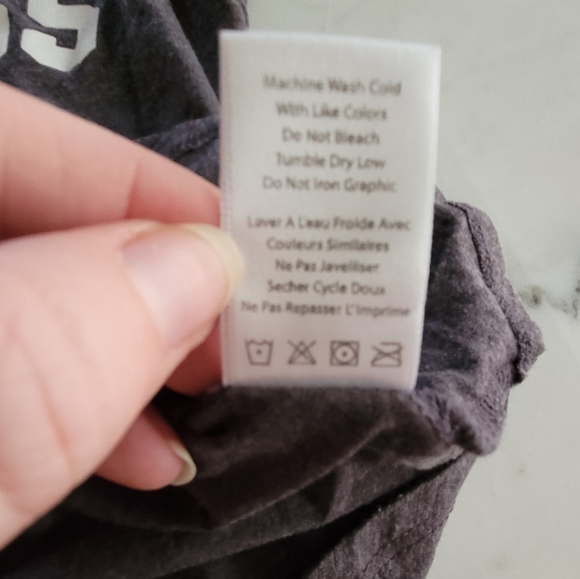 55
Machine Wash Cold
With Like Colors
Do Not Bleach
Tumble Dry Low
Do Not Iron Graphic
Laver A L'eau Froide Avec
Couleurs Similaires
Ne Pas Javelliser
Secher Cycle Doux
Ne Pas Repasser L'Imprime